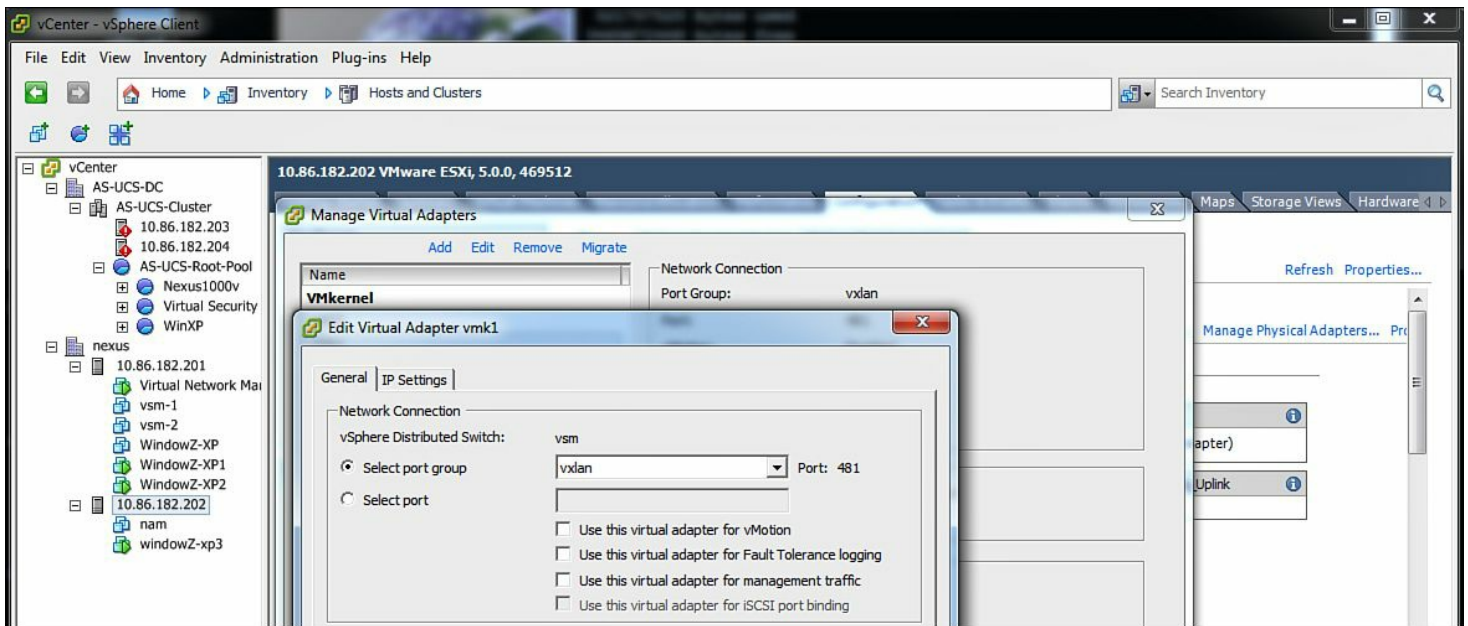 vCenter - vSphere Client
File Edit View Inventory Administration Plug-ins Help
Home Inventory Hosts and Clusters
Search Inventory
vCenter
AS-UCS-DC
AS-UCS-Cluster
10.86.182.203
10.86.182.204
AS-UCS-Root-Pool
Nexus1000v
Virtual Security
WinXP
nexus
10.86.182.201
Virtual Network Mar
vsm-1
vsm-2
WindowZ-XP
WindowZ-XP1
WindowZ-XP2
10.86.182.202
nam
windowZ-xp3
10.86.182.202 VMware ESXi, 5.0.0, 469512
Maps Storage Views Hardware
Refresh Properties...
Manage Physical Adapters... Pro
apter)
_Uplink
Manage Virtual Adapters
Add Edit Remove Migrate
Name
VMkernel
Network Connection
Port Group: vxlan
Edit Virtual Adapter vmk1
General IP Settings
Network Connection
vSphere Distributed Switch: vsm
Select port group vxlan Port: 481
Select port
Use this virtual adapter for vMotion
Use this virtual adapter for Fault Tolerance logging
Use this virtual adapter for management traffic
Use this virtual adapter for iSCSI port binding